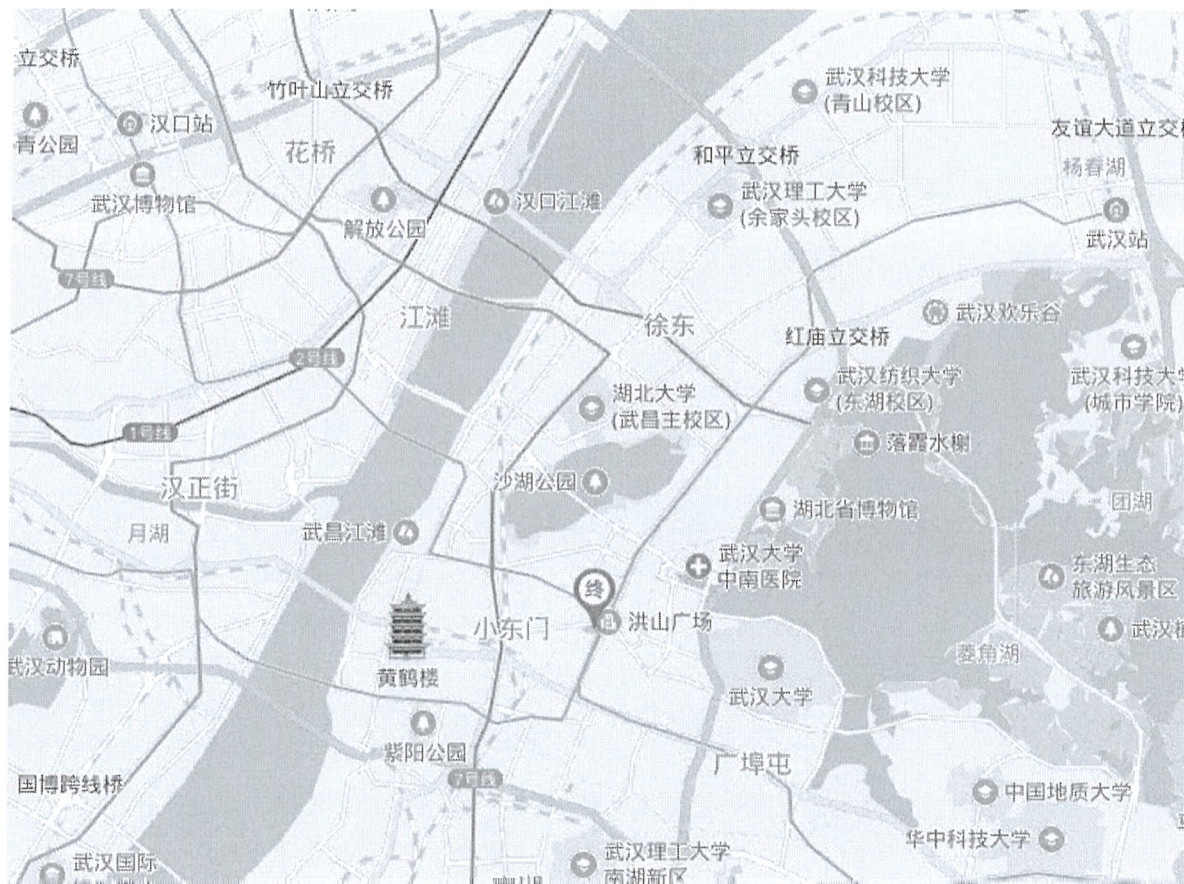 立交桥
竹叶山立交桥
青公园
汉口站
花桥
武汉博物馆
解放公园
汉口江滩
武汉科技大学
(青山校区)
和平立交桥
友谊大道立交
杨春湖
武汉理工大学
(余家头校区)
武汉站
7号线
江滩
徐东
武汉欢乐谷
红庙立交桥
2号线
武汉纺织大学
(东湖校区)
武汉科技大学
(城市学院)
湖北大学
(武昌主校区)
1号线
落霞水榭
汉正街
沙湖公园
月湖
武昌江滩
湖北省博物馆
团湖
武汉大学
中南医院
东湖生态
旅游风景区
终
洪山广场
小东门
武汉动物园
黄鹤楼
武汉
菱角湖
武汉大学
紫阳公园
广埠屯
7号线
国博跨线桥
中国地质大学
华中科技大学
武汉国际
武汉理工大学
南湖新区